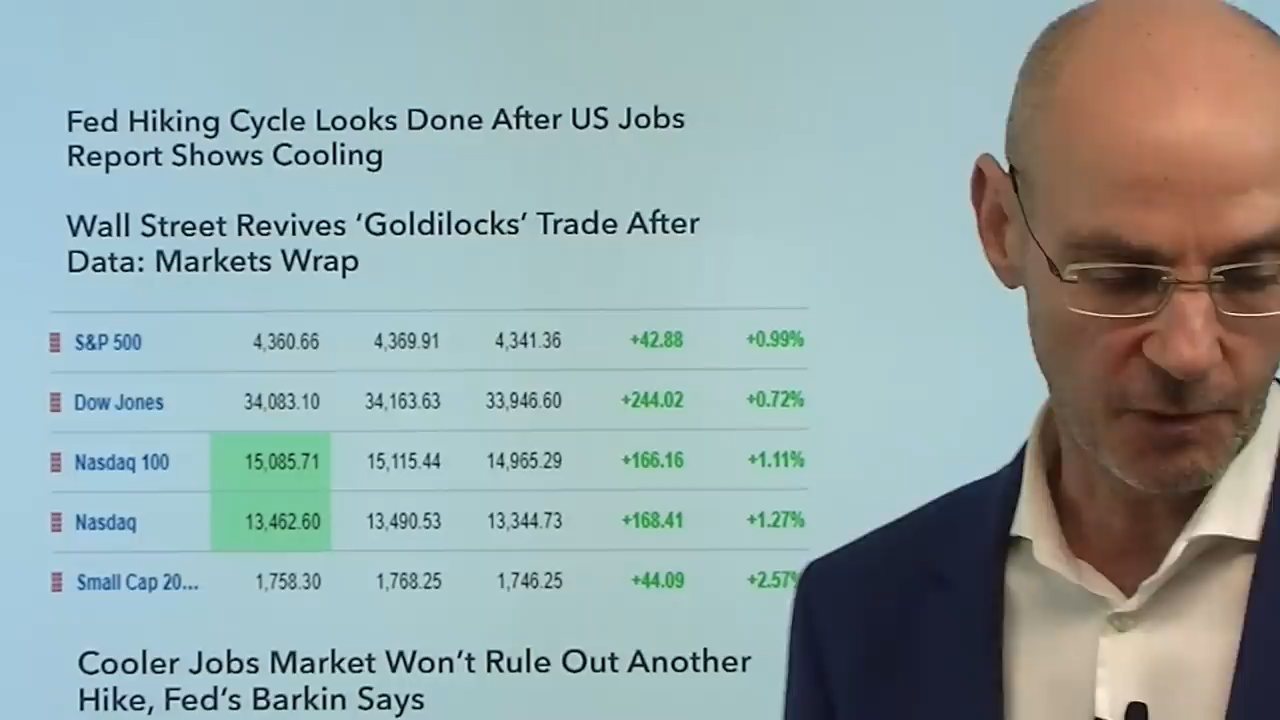 Fed Hiking Cycle Looks Done After US Jobs
Report Shows Cooling
Wall Street Revives ‘Goldilocks’ Trade After
Data: Markets Wrap
S&P 500 4,360.66 4,369.91 4,341.36 +42.88 +0.99%
Dow Jones 34,083.10 34,163.63 33,946.60 +244.02 +0.72%
Nasdaq 100 15,085.71 15,115.44 14,965.29 +166.16 +1.11%
Nasdaq 13,462.60 13,490.53 13,344.73 +168.41 +1.27%
Small Cap 20... 1,758.30 1,768.25 1,746.25 +44.09 +2.57%
Cooler Jobs Market Won’t Rule Out Another
Hike, Fed’s Barkin Says